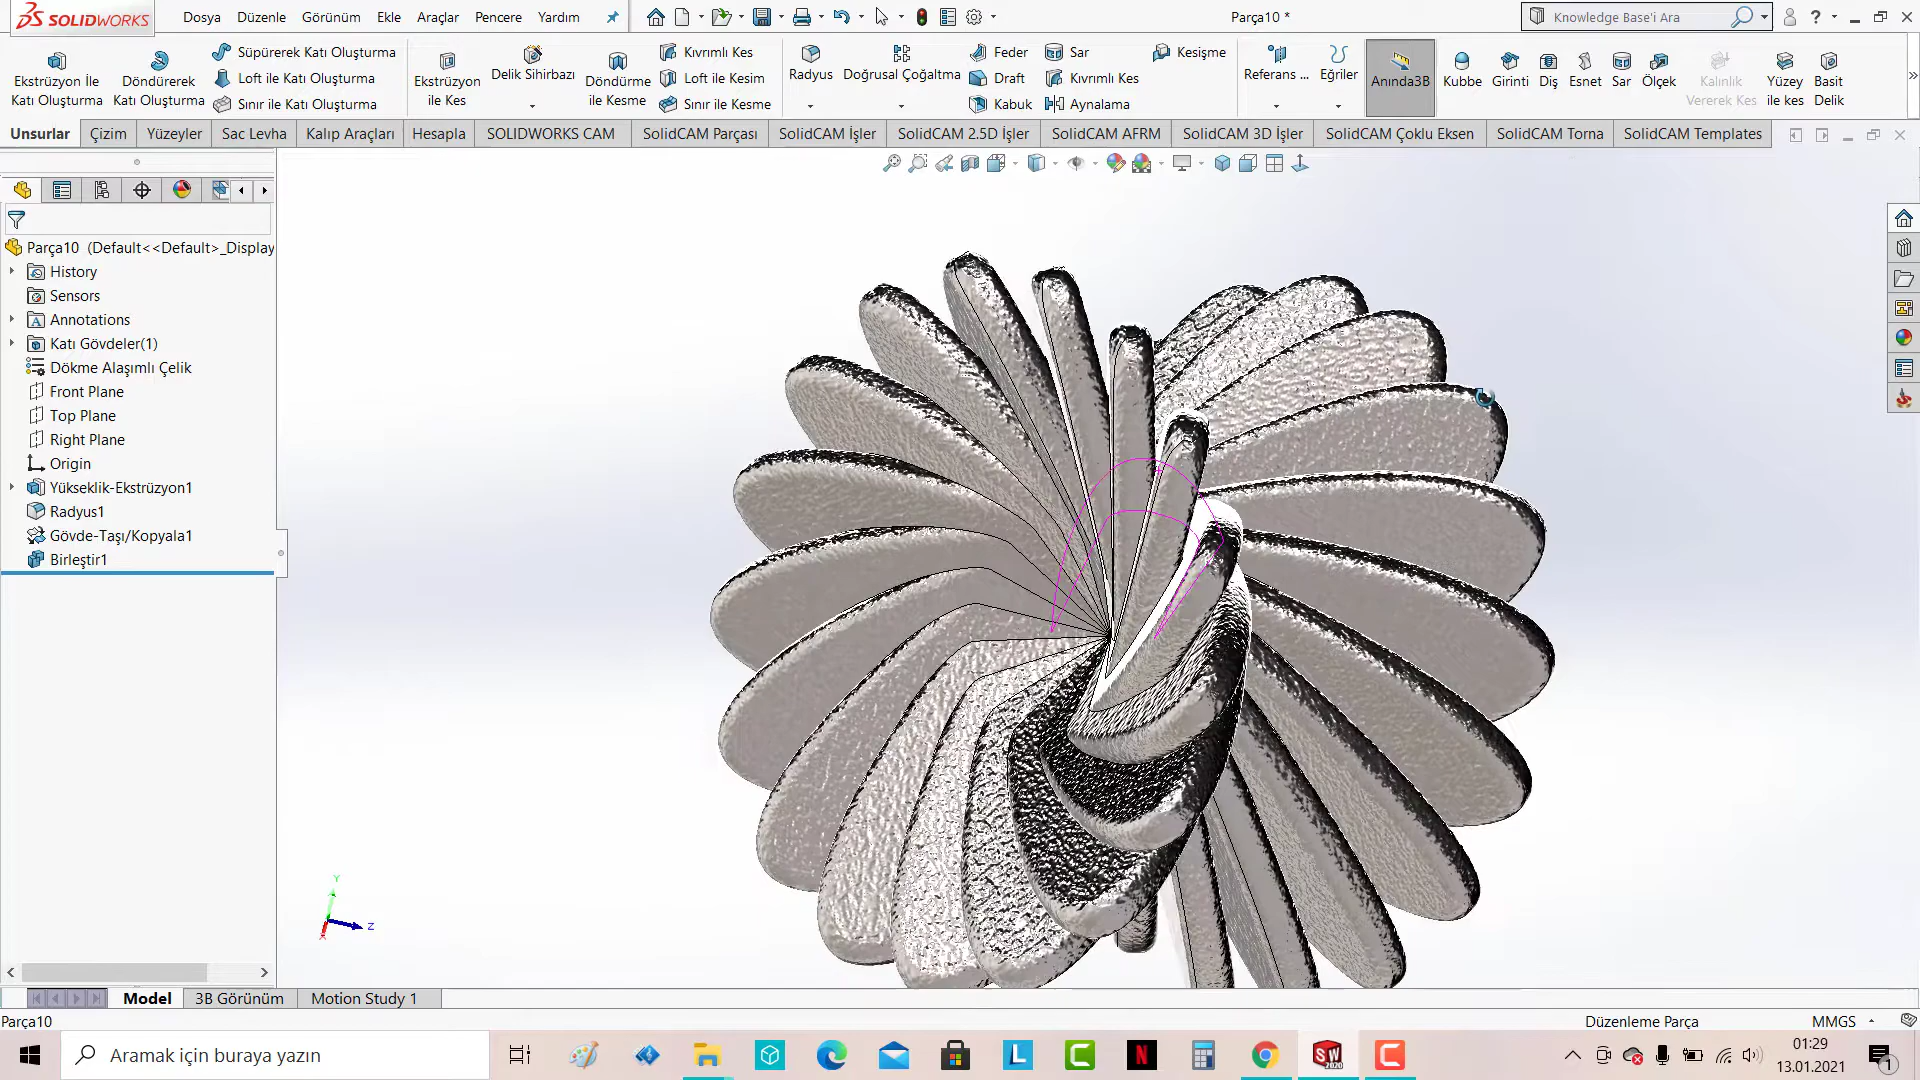 SOLIDWORKS Dosya Düzenle Görünüm Ekle Araçlar Pencere Yardım Parça10 * Knowledge Base'i Ara
Ekstrüzyon İle Katı Oluşturma
Döndürerek Katı Oluşturma
Süpürerek Katı Oluşturma
Loft ile Katı Oluşturma
Sınır ile Katı Oluşturma
Ekstrüzyon ile Kes
Delik Sihirbazı
Döndürme ile Kesme
Kıvrımlı Kes
Loft ile Kesim
Sınır ile Kesme
Radyus
Doğrusal Çoğaltma
Feder
Draft
Kabuk
Sar
Kıvrımlı Kes
Aynalama
Kesişme
Referans ...
Eğriler
Anında3B
Kubbe
Girinti
Diş
Esnet
Sar
Ölçek
Kalınlık Vererek Kes
Yüzey ile kes
Basit Delik
Unsurlar Çizim Yüzeyler Sac Levha Kalıp Araçları Hesapla SOLIDWORKS CAM SolidCAM Parçası SolidCAM İşler SolidCAM 2.5D İşler SolidCAM AFRM SolidCAM 3D İşler SolidCAM Çoklu Eksen SolidCAM Torna SolidCAM Templates
Parça10 (Default<<Default>_Display
History
Sensors
Annotations
Katı Gövdeler(1)
Dökme Alaşımlı Çelik
Front Plane
Top Plane
Right Plane
Origin
Yükseklik-Ekstrüzyon1
Radyus1
Gövde-Taşı/Kopyala1
Birleştir1
Y
Z
X
Model 3B Görünüm Motion Study 1
Parça10 Düzenleme Parça MMGS
Aramak için buraya yazın
01:29
13.01.2021
1